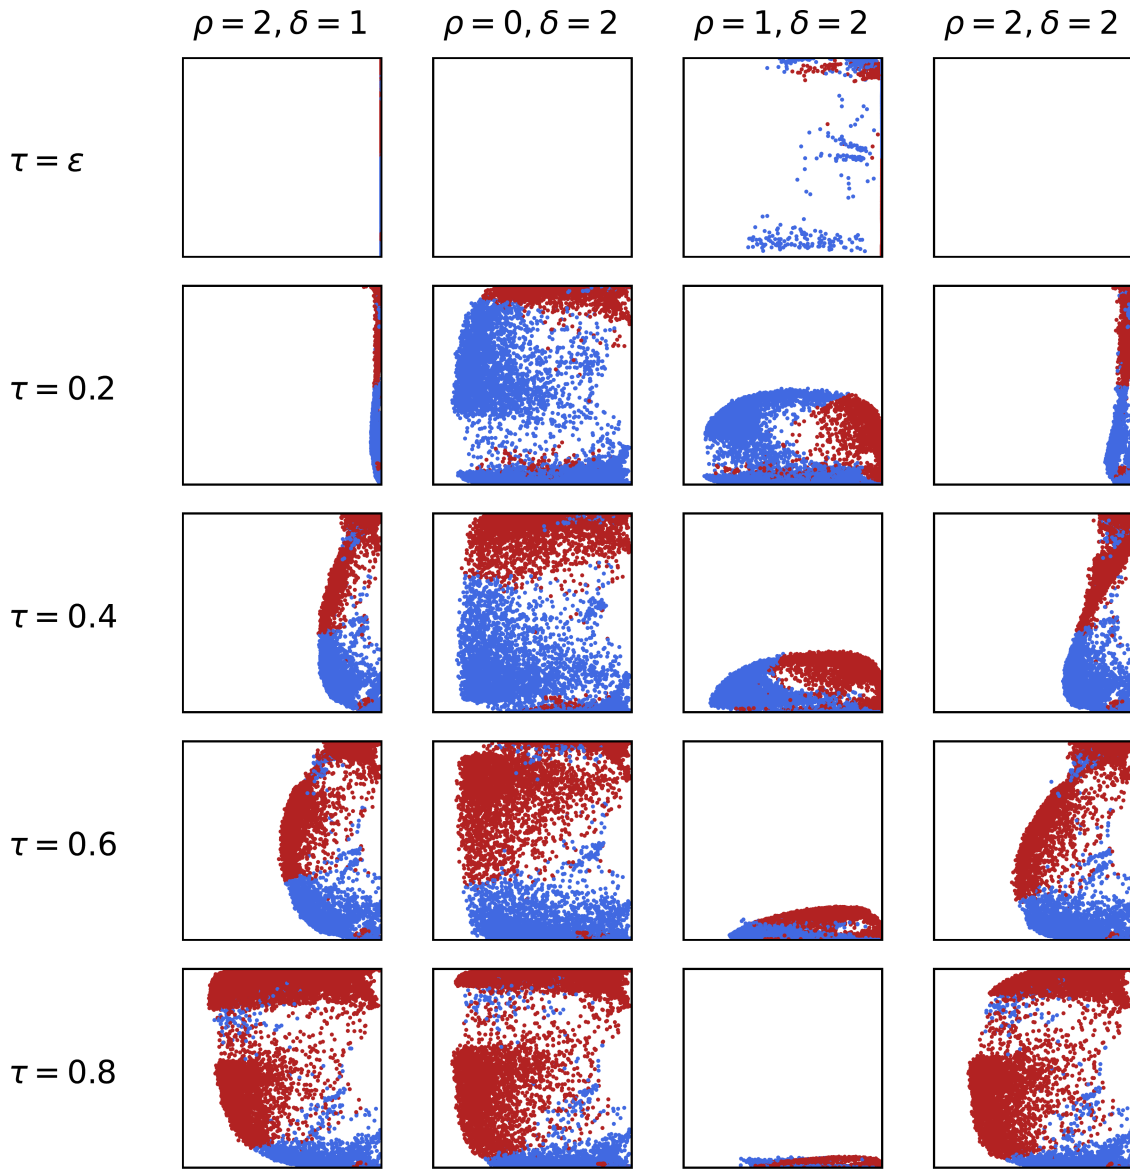 ρ = 2, δ = 1 ρ = 0, δ = 2 ρ = 1, δ = 2 ρ = 2, δ = 2
τ = ε
τ = 0.2
τ = 0.4
τ = 0.6
τ = 0.8